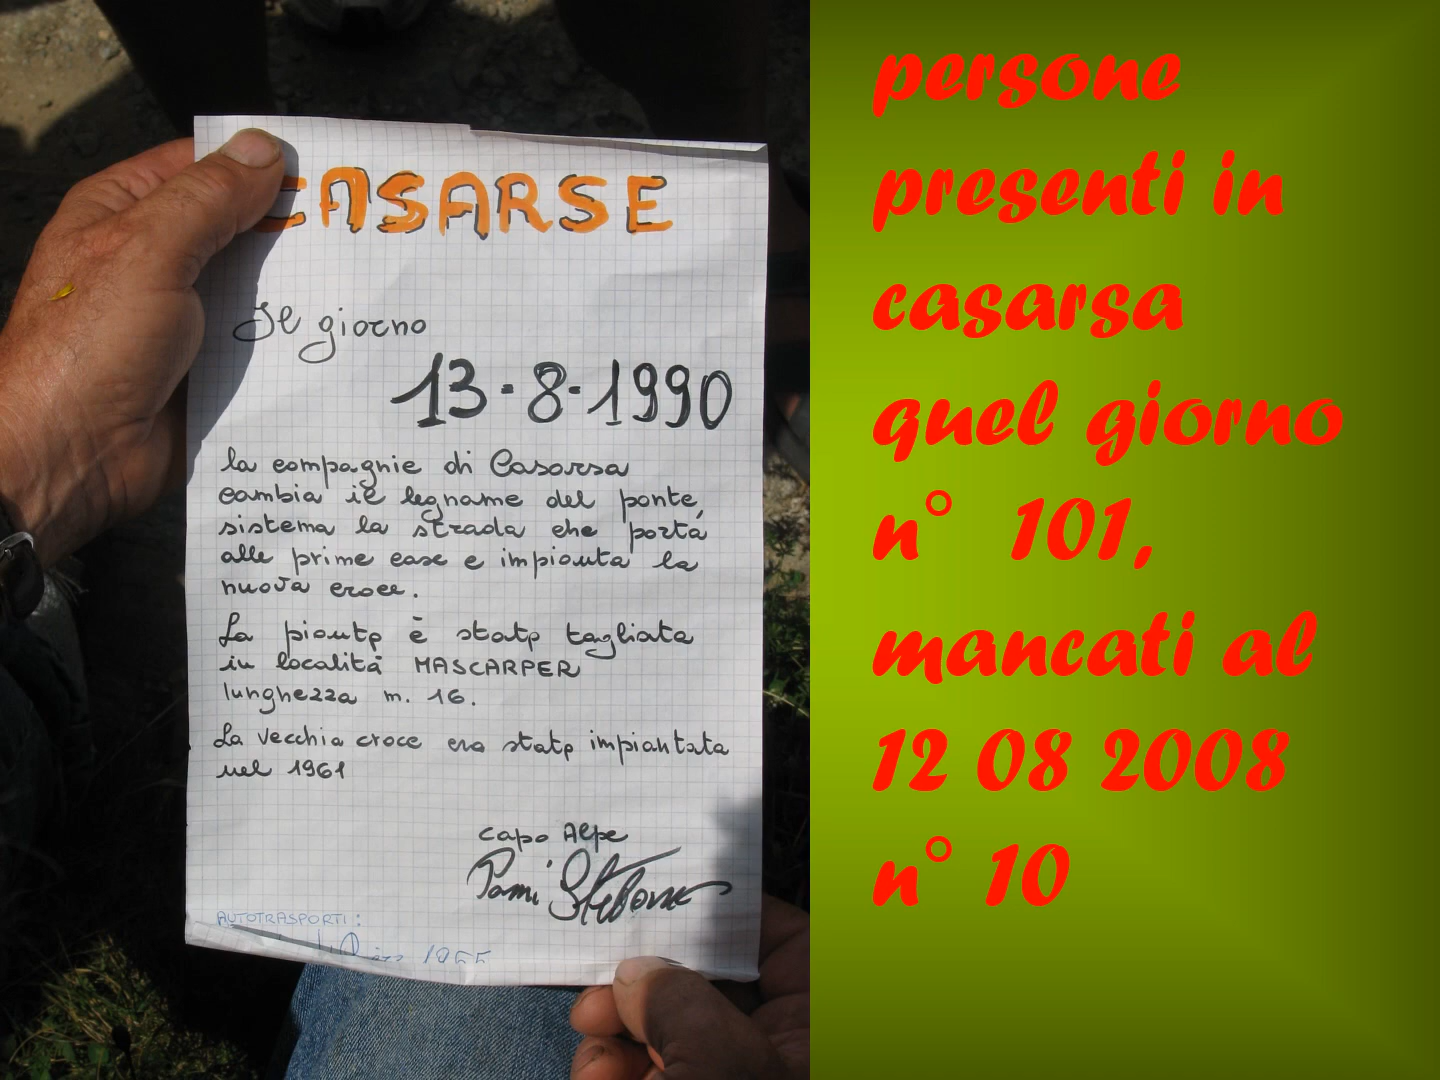 CASARSE
Il giorno
13-8-1990
la compagnie di Casarsa
cambia il legname del ponte,
sistema la strada che porta
alle prime case e impianta la
nuova croce.
La pianta è stata tagliata
in località MASCARPER
lunghezza m. 16.
La vecchia croce era stata impiantata
nel 1961
capo Alpe
AUTOTRASPORTI:
persone
presenti in
casarsa
quel giorno
n° 101,
mancati al
12 08 2008
n° 10